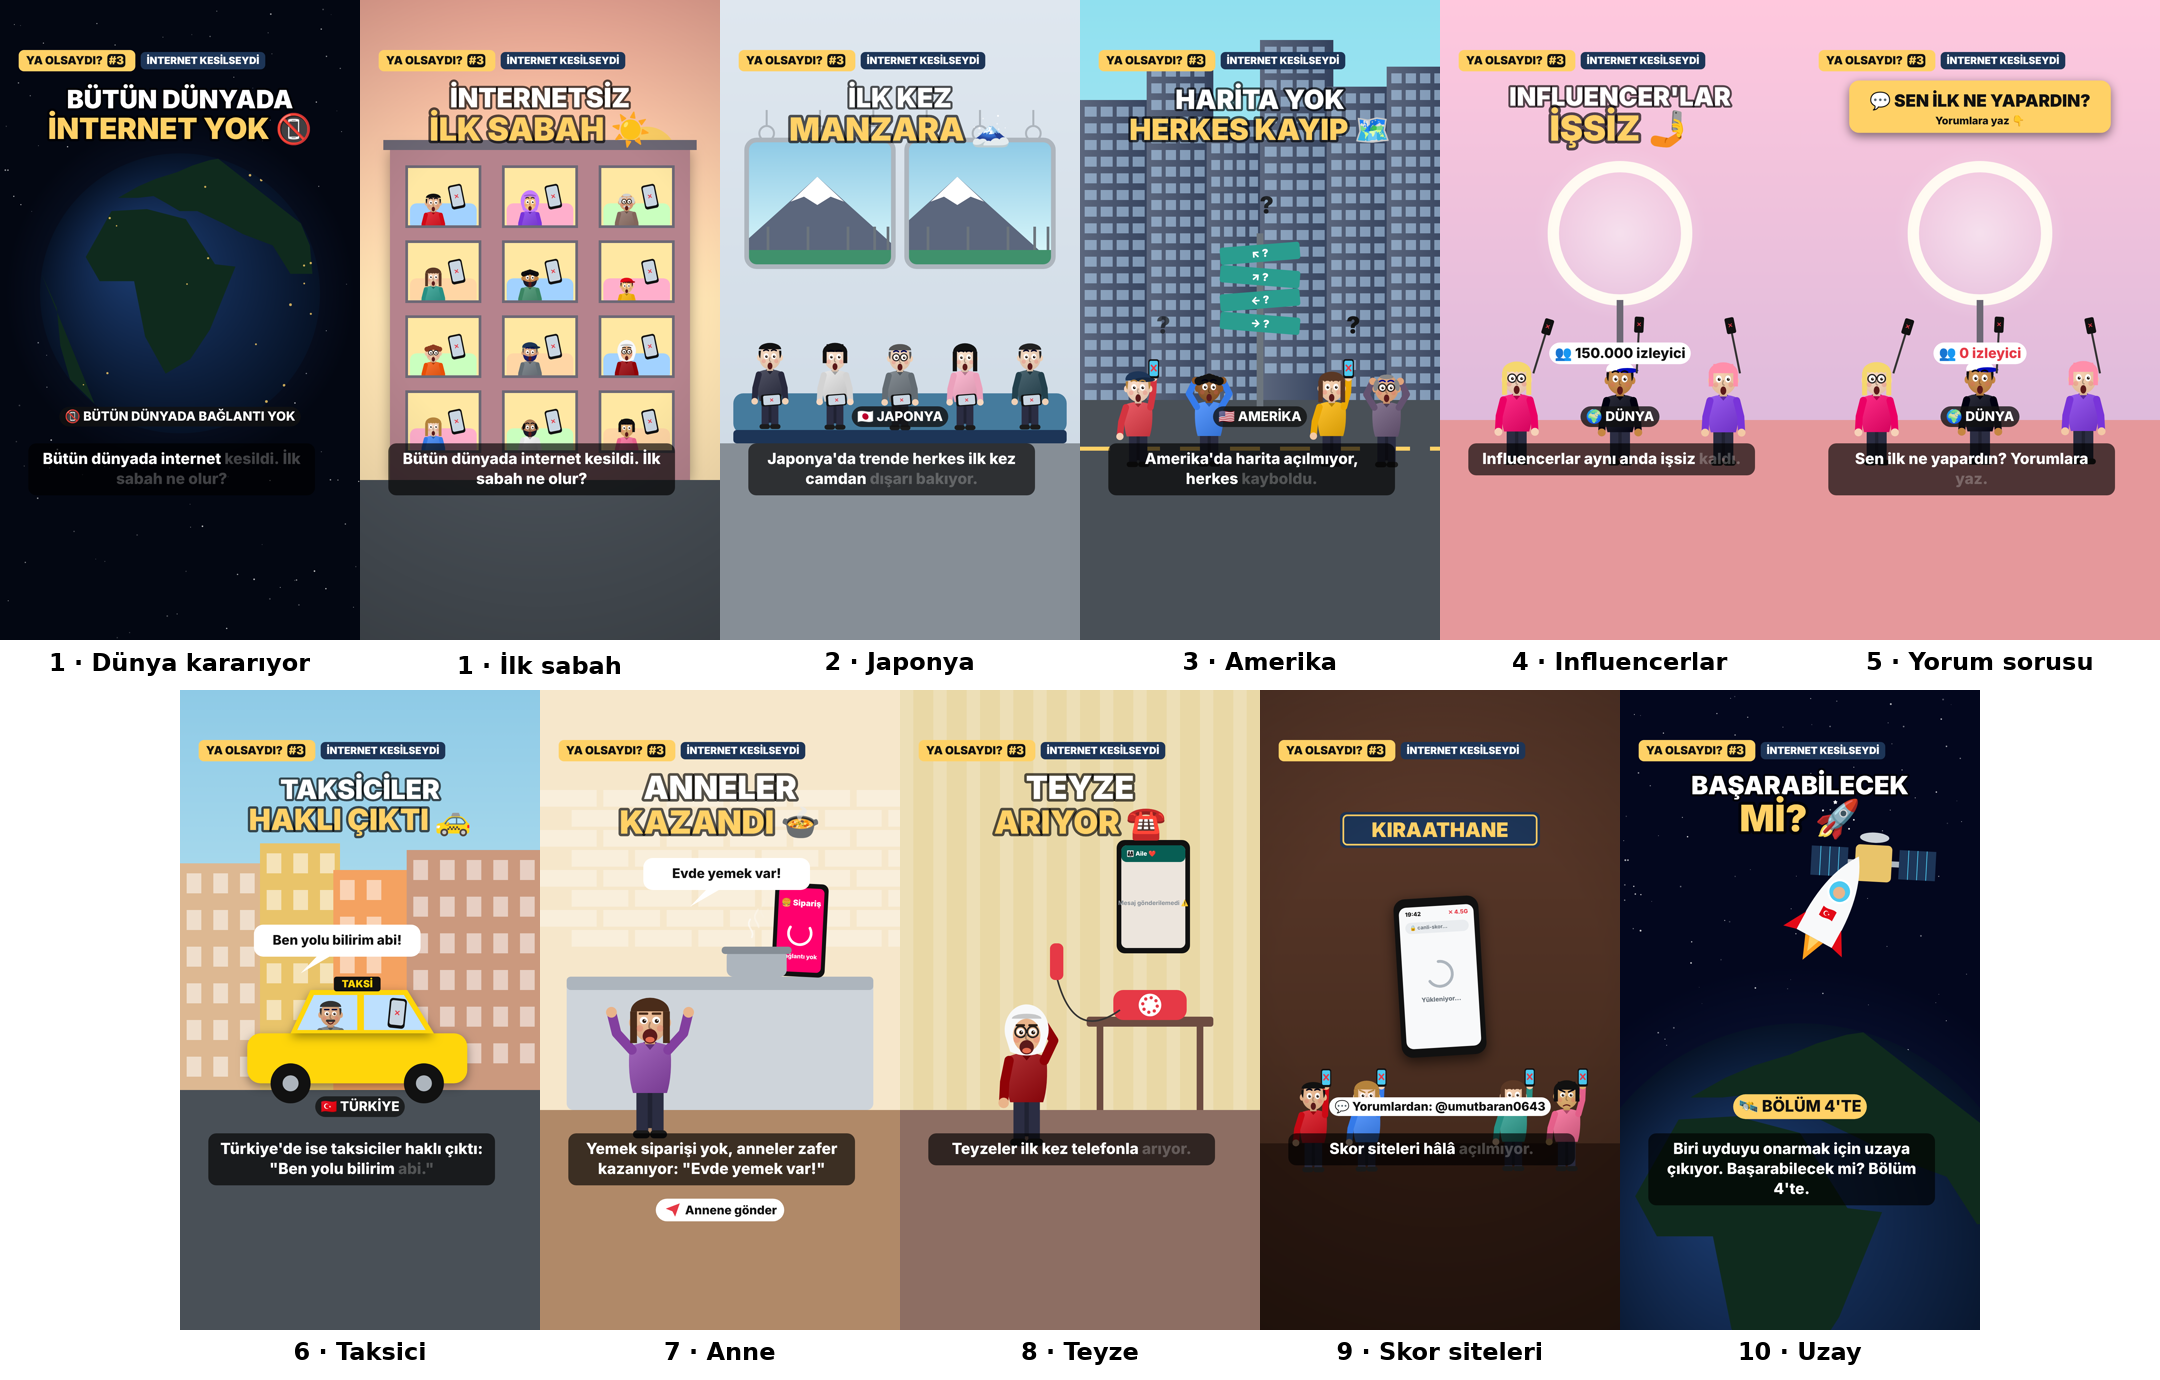 YA OLSAYDI? #3 İNTERNET KESİLSEYDİ
BÜTÜN DÜNYADA
İNTERNET YOK
BÜTÜN DÜNYADA BAĞLANTI YOK
Bütün dünyada internet kesildi. İlk
sabah ne olur?
1 · Dünya kararıyor
YA OLSAYDI? #3 İNTERNET KESİLSEYDİ
İNTERNETSİZ
İLK SABAH
Bütün dünyada internet kesildi. İlk
sabah ne olur?
1 · İlk sabah
YA OLSAYDI? #3 İNTERNET KESİLSEYDİ
İLK KEZ
MANZARA
JAPONYA
Japonya'da trende herkes ilk kez
camdan dışarı bakıyor.
2 · Japonya
YA OLSAYDI? #3 İNTERNET KESİLSEYDİ
HARİTA YOK
HERKES KAYIP
?
↖ ?
↗ ?
← ?
→ ?
? ?
AMERİKA
Amerika'da harita açılmıyor,
herkes kayboldu.
3 · Amerika
YA OLSAYDI? #3 İNTERNET KESİLSEYDİ
INFLUENCER'LAR
İŞSİZ
150.000 izleyici
DÜNYA
Influencerlar aynı anda işsiz kaldı.
4 · Influencerlar
YA OLSAYDI? #3 İNTERNET KESİLSEYDİ
SEN İLK NE YAPARDIN?
Yorumlara yaz
0 izleyici
DÜNYA
Sen ilk ne yapardın? Yorumlara
yaz.
5 · Yorum sorusu
YA OLSAYDI? #3 İNTERNET KESİLSEYDİ
TAKSİCİLER
HAKLI ÇIKTI
Ben yolu bilirim abi!
TAKSİ
TÜRKİYE
Türkiye'de ise taksiciler haklı çıktı:
"Ben yolu bilirim abi."
6 · Taksici
YA OLSAYDI? #3 İNTERNET KESİLSEYDİ
ANNELER
KAZANDI
Evde yemek var!
Sipariş
yok
Yemek siparişi yok, anneler zafer
kazanıyor: "Evde yemek var!"
Annene gönder
7 · Anne
YA OLSAYDI? #3 İNTERNET KESİLSEYDİ
TEYZE
ARIYOR
Aile
gönderilemedi
Teyzeler ilk kez telefonla arıyor.
8 · Teyze
YA OLSAYDI? #3 İNTERNET KESİLSEYDİ
KIRAATHANE
19:42 × 4.5G
canli-skor...
Yükleniyor...
Yorumlardan: @umutbaran0643
Skor siteleri hâlâ açılmıyor.
9 · Skor siteleri
YA OLSAYDI? #3 İNTERNET KESİLSEYDİ
BAŞARABİLECEK
Mİ?
BÖLÜM 4'TE
Biri uyduyu onarmak için uzaya
çıkıyor. Başarabilecek mi? Bölüm
4'te.
10 · Uzay